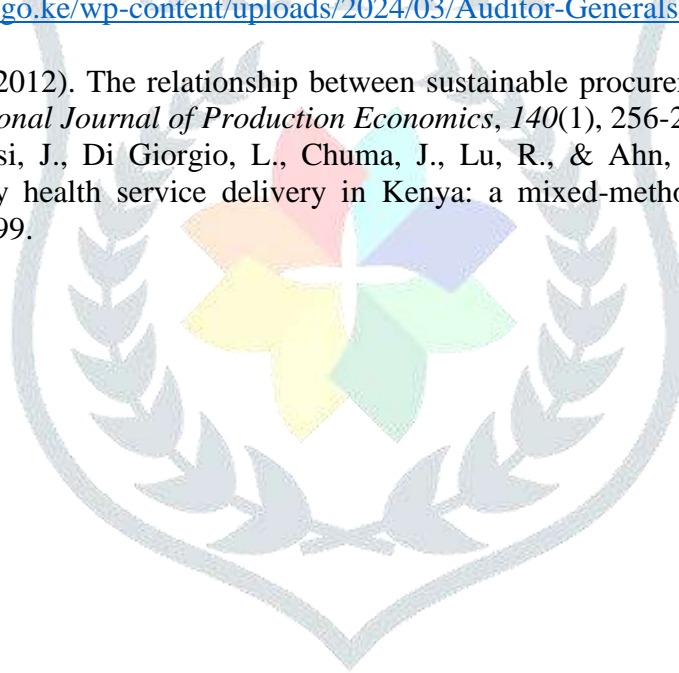 go.ke/wp-content/uploads/2024/03/Auditor-Generals
2012). The relationship between sustainable procurer
onal Journal of Production Economics, 140(1), 256-2
si, J., Di Giorgio, L., Chuma, J., Lu, R., & Ahn,
y health service delivery in Kenya: a mixed-metho
99.